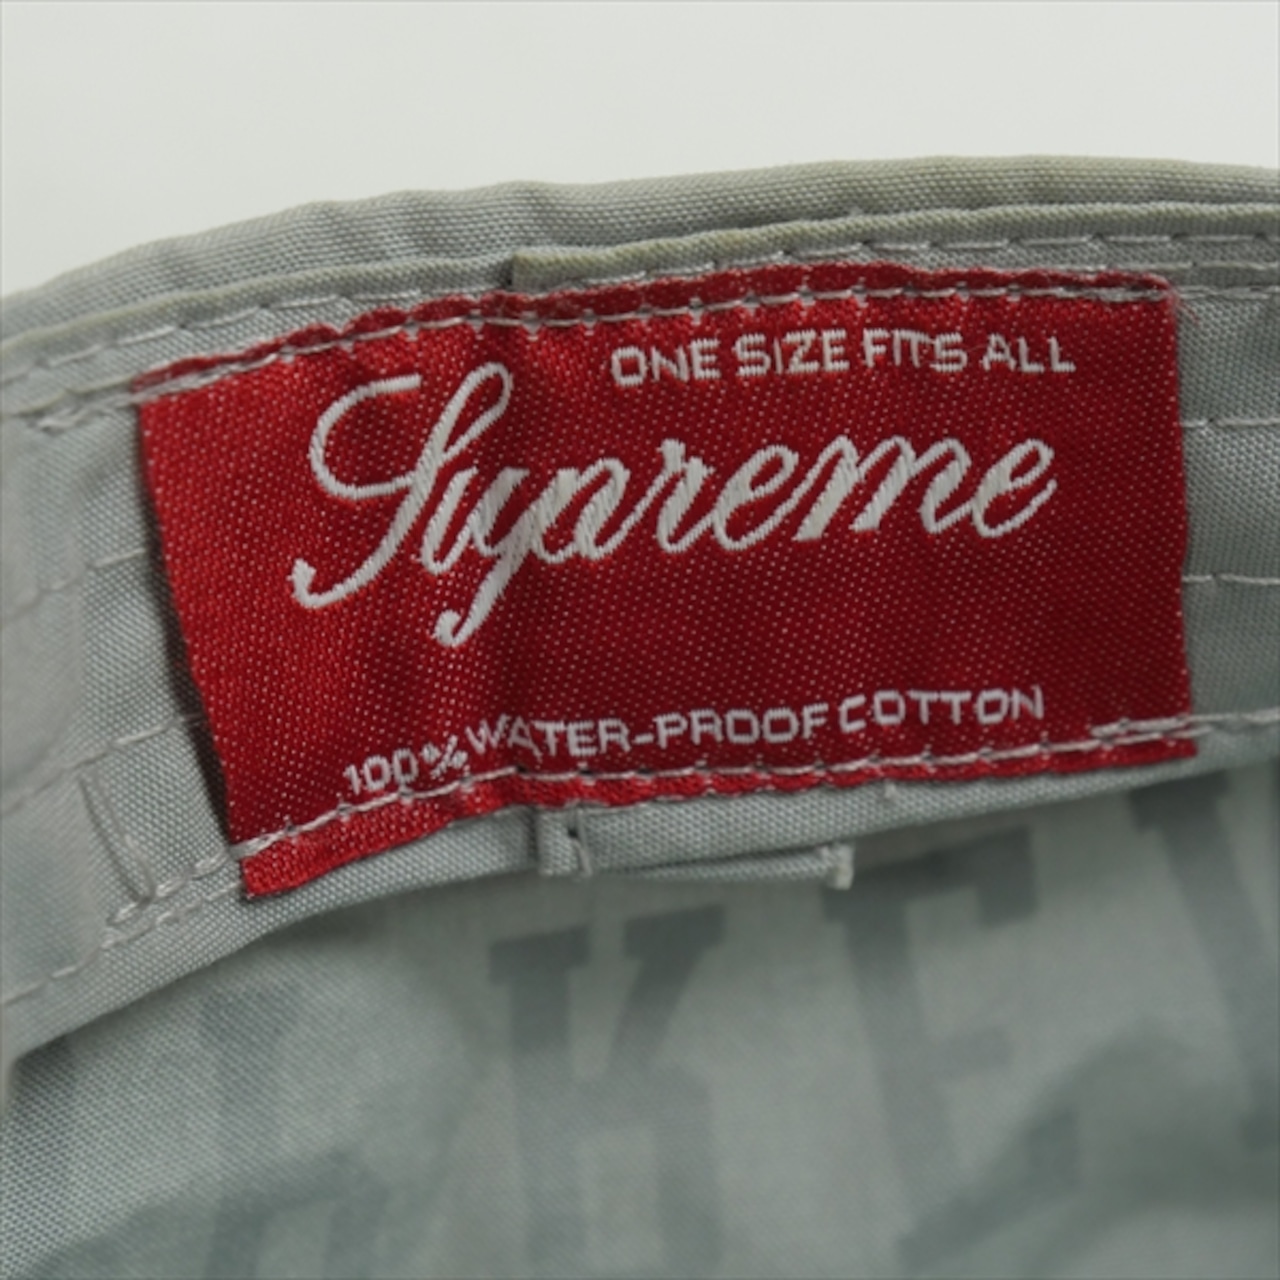 ONE SIZE FITS ALL
Supreme
100% WATER-PROOF COTTON